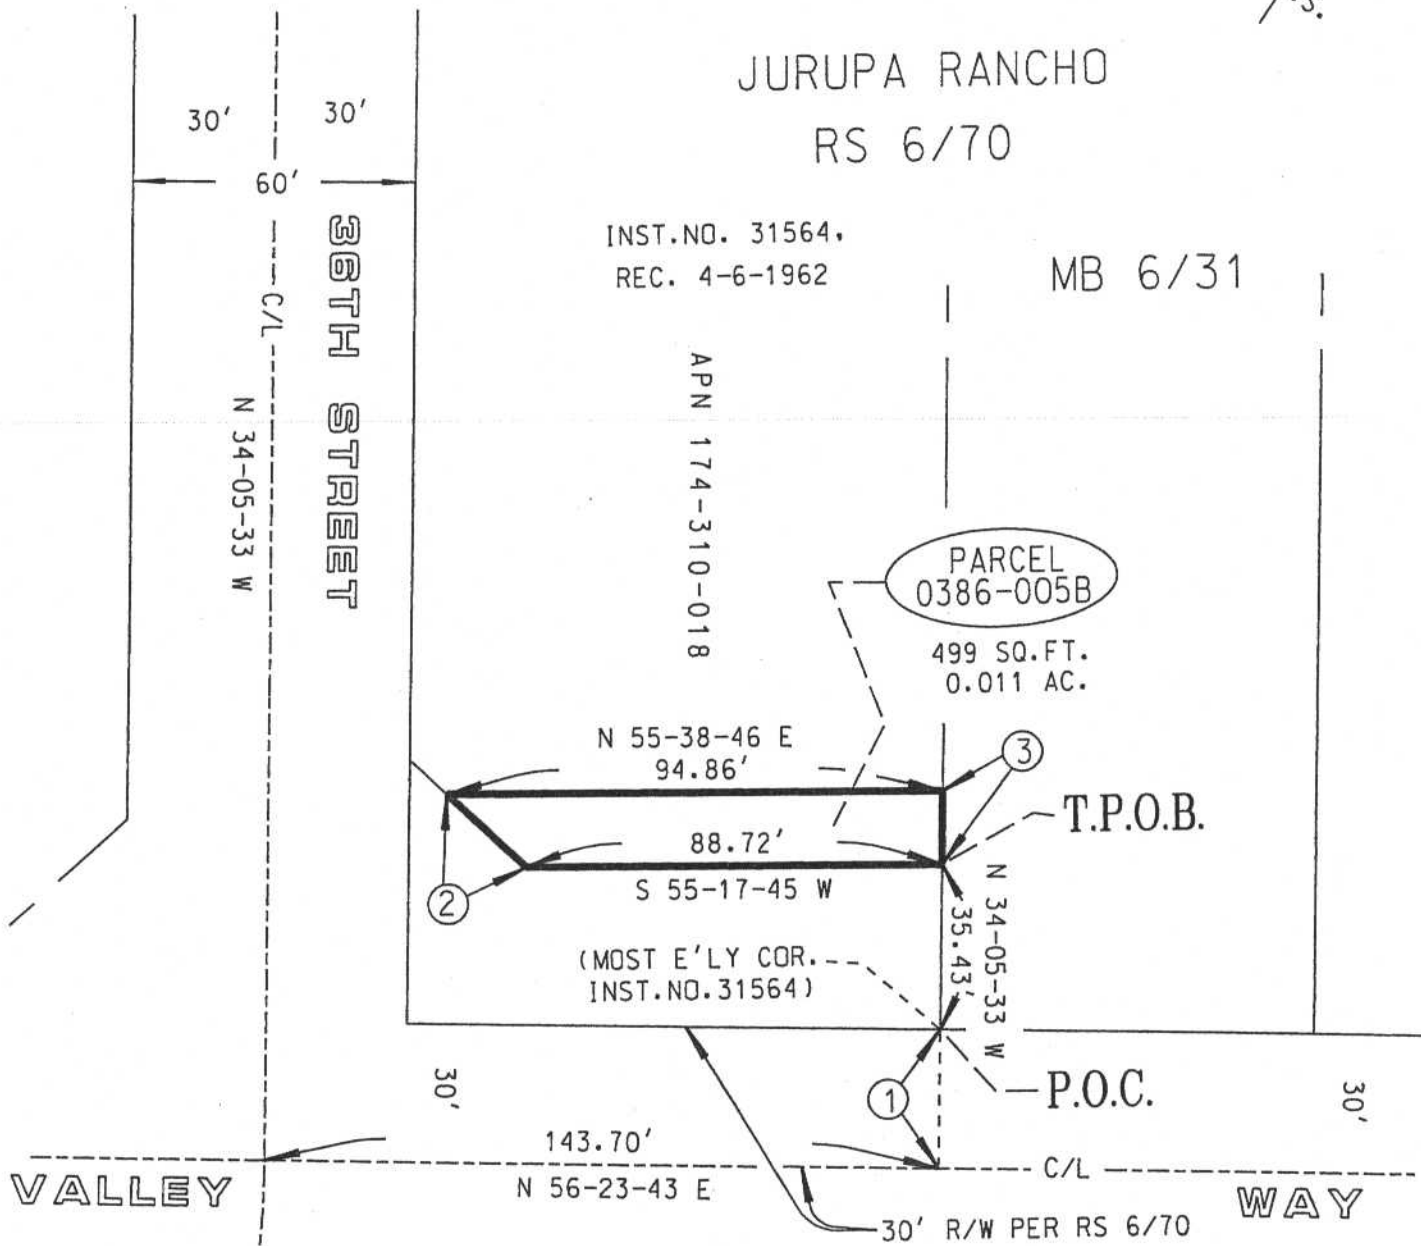 S.
JURUPA RANCHO
RS 6/70
30'
30'
60'
36TH STREET
C/L
N 34-05-33 W
INST.NO. 31564,
REC. 4-6-1962
MB 6/31
APN 174-310-018
PARCEL
0386-005B
499 SQ.FT.
0.011 AC.
N 55-38-46 E
94.86'
3
T.P.O.B.
88.72'
S 55-17-45 W
2
N 34-05-33 W
35.43'
(MOST E'LY COR.
INST.NO.31564)
1
P.O.C.
30'
30'
143.70'
N 56-23-43 E
C/L
VALLEY WAY
30' R/W PER RS 6/70